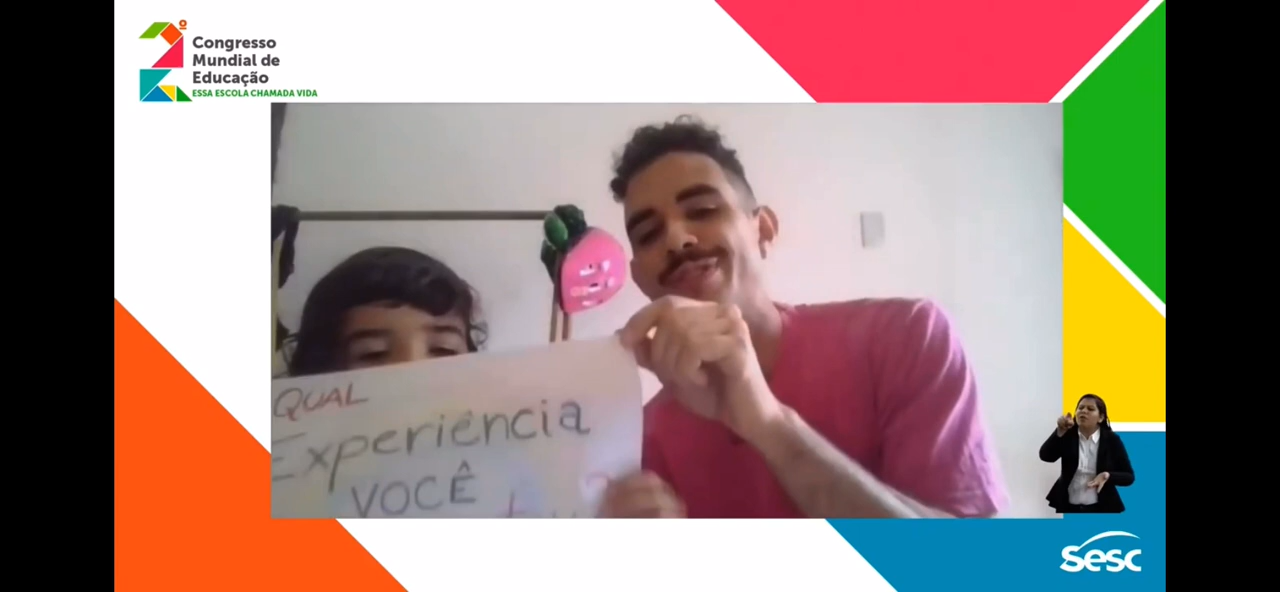 2º
Congresso
Mundial de
Educação
ESSA ESCOLA CHAMADA VIDA
QUAL
Experiência
VOCÊ
Sesc